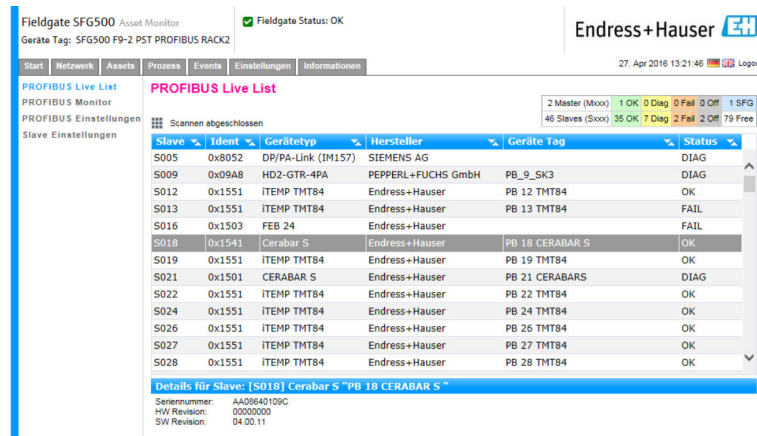 Fieldgate SFG500 Asset Monitor
Geräte Tag: SFG500 F9-2 PST PROFIBUS RACK2
Fieldgate Status: OK
Endress+Hauser EH
Start Netzwerk Assets Prozess Events Einstellungen Informationen
27. Apr 2016 13:21:46 Logou
PROFIBUS Live List
PROFIBUS Monitor
PROFIBUS Einstellungen
Slave Einstellungen
PROFIBUS Live List
2 Master (Mxxx) 1 OK 0 Diag 0 Fail 0 Off 1 SFG
46 Slaves (Sxxx) 35 OK 7 Diag 2 Fail 2 Off 79 Free
Scannen abgeschlossen
Slave Ident Gerätetyp Hersteller Geräte Tag Status
S005 0x8052 DP/PA-Link (IM157) SIEMENS AG DIAG
S009 0x09A8 HD2-GTR-4PA PEPPERL+FUCHS GmbH PB_9_SK3 DIAG
S012 0x1551 iTEMP TMT84 Endress+Hauser PB 12 TMT84 OK
S013 0x1551 iTEMP TMT84 Endress+Hauser PB 13 TMT84 FAIL
S016 0x1503 FEB 24 Endress+Hauser FAIL
S018 0x1541 Cerabar S Endress+Hauser PB 18 CERABAR S OK
S019 0x1551 iTEMP TMT84 Endress+Hauser PB 19 TMT84 OK
S021 0x1501 CERABAR S Endress+Hauser PB 21 CERABARS DIAG
S022 0x1551 iTEMP TMT84 Endress+Hauser PB 22 TMT84 OK
S024 0x1551 iTEMP TMT84 Endress+Hauser PB 24 TMT84 OK
S026 0x1551 iTEMP TMT84 Endress+Hauser PB 26 TMT84 OK
S027 0x1551 iTEMP TMT84 Endress+Hauser PB 27 TMT84 OK
S028 0x1551 iTEMP TMT84 Endress+Hauser PB 28 TMT84 OK
Details für Slave: [S018] Cerabar S "PB 18 CERABAR S "
Seriennummer: AA08640109C
HW Revision: 00000000
SW Revision: 04.00.11